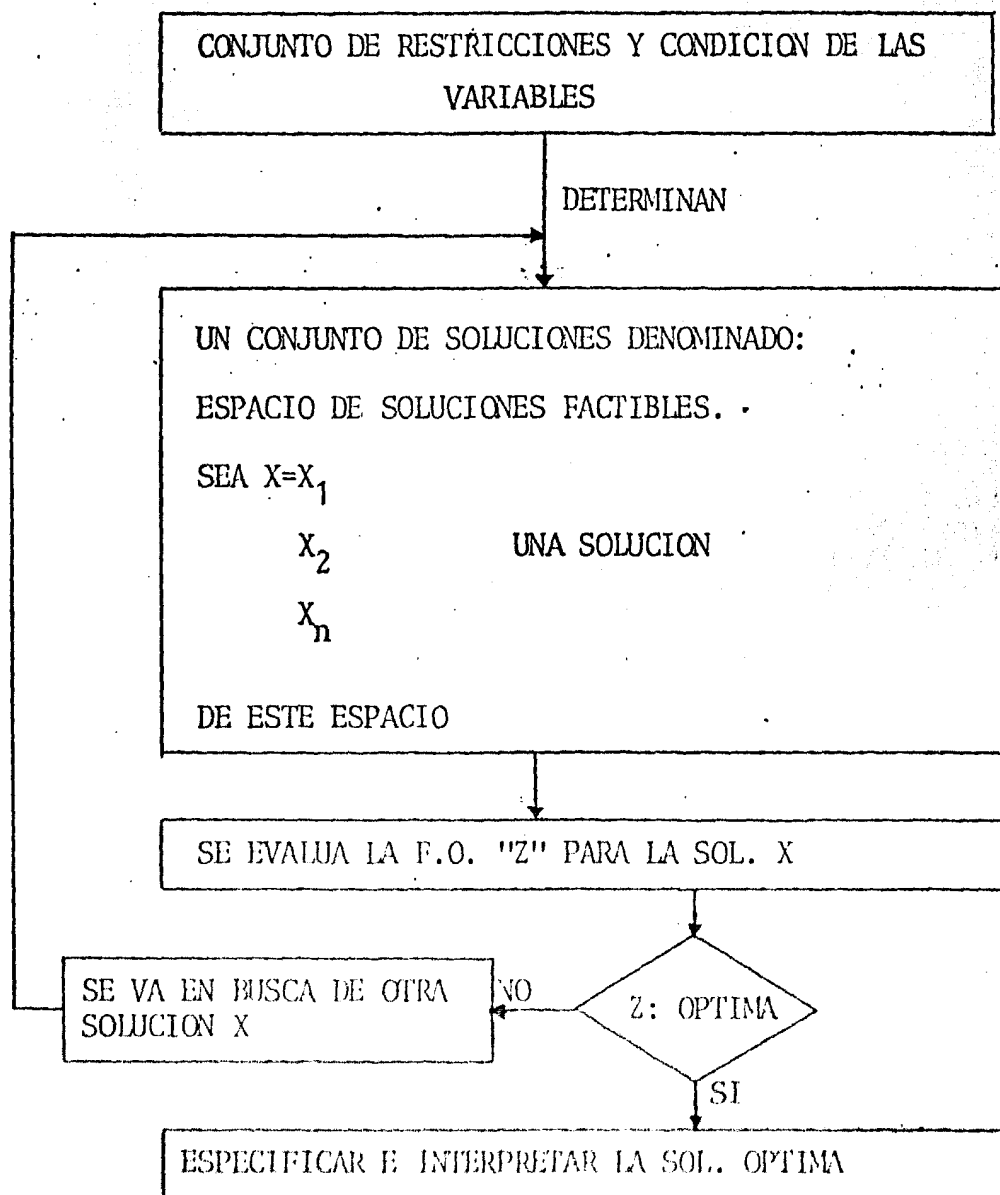 CONJUNTO DE RESTRICCIONES Y CONDICION DE LAS
VARIABLES
DETERMINAN
UN CONJUNTO DE SOLUCIONES DENOMINADO:
ESPACIO DE SOLUCIONES FACTIBLES.
SEA X=X1
X2 UNA SOLUCION
Xn
DE ESTE ESPACIO
SE EVALUA LA F.O. "Z" PARA LA SOL. X
SE VA EN BUSCA DE OTRA
SOLUCION X
NO
Z: OPTIMA
SI
ESPECIFICAR E INTERPRETAR LA SOL. OPTIMA